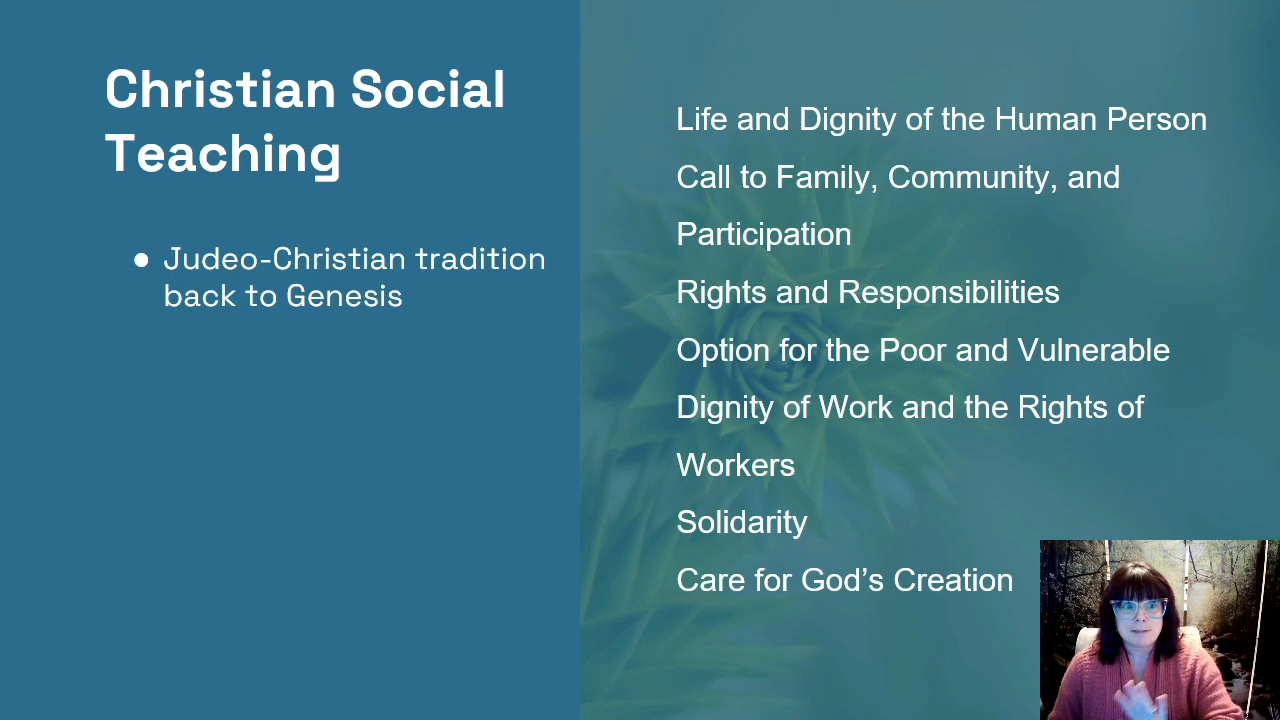 Christian Social
Teaching
● Judeo-Christian tradition
back to Genesis
Life and Dignity of the Human Person
Call to Family, Community, and
Participation
Rights and Responsibilities
Option for the Poor and Vulnerable
Dignity of Work and the Rights of
Workers
Solidarity
Care for God’s Creation